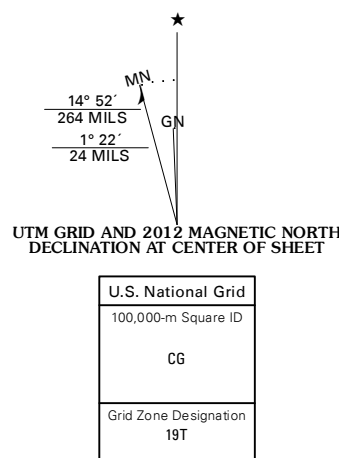 ★
MN
14° 52´
264 MILS
GN
1° 22´
24 MILS
UTM GRID AND 2012 MAGNETIC NORTH
DECLINATION AT CENTER OF SHEET
U.S. National Grid
100,000-m Square ID
CG
Grid Zone Designation
19T